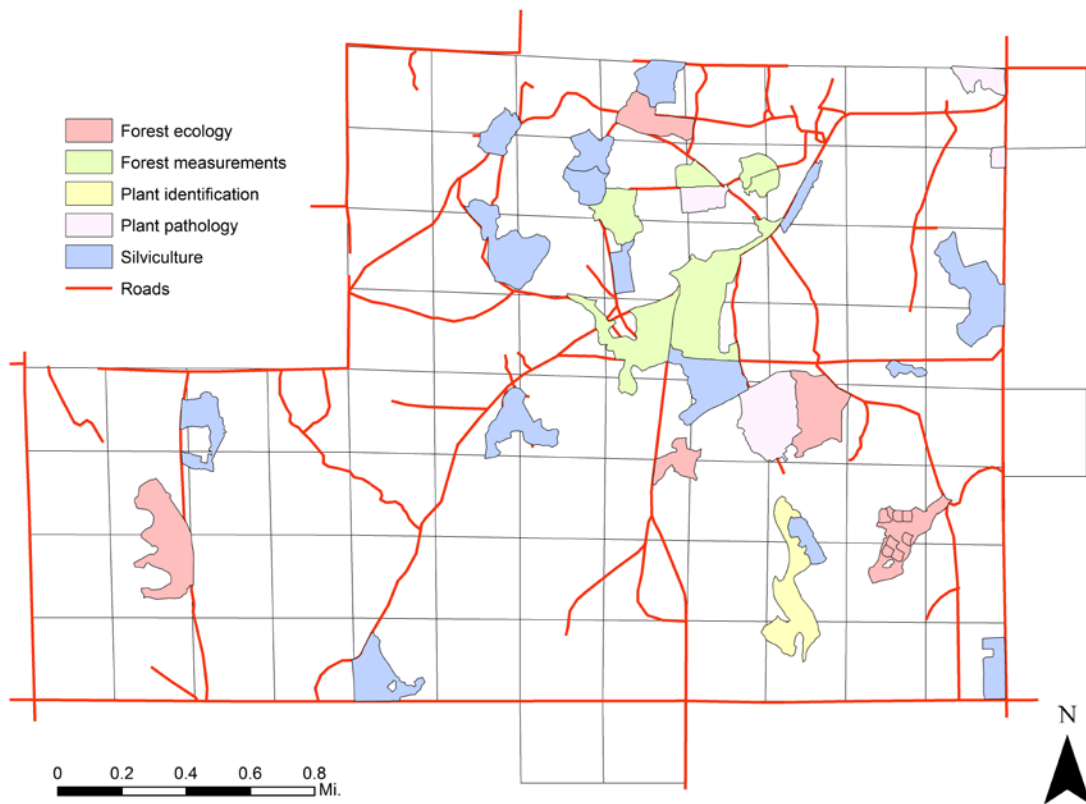 Forest ecology
Forest measurements
Plant identification
Plant pathology
Silviculture
Roads
N
0 0.2 0.4 0.6 0.8
Mi.